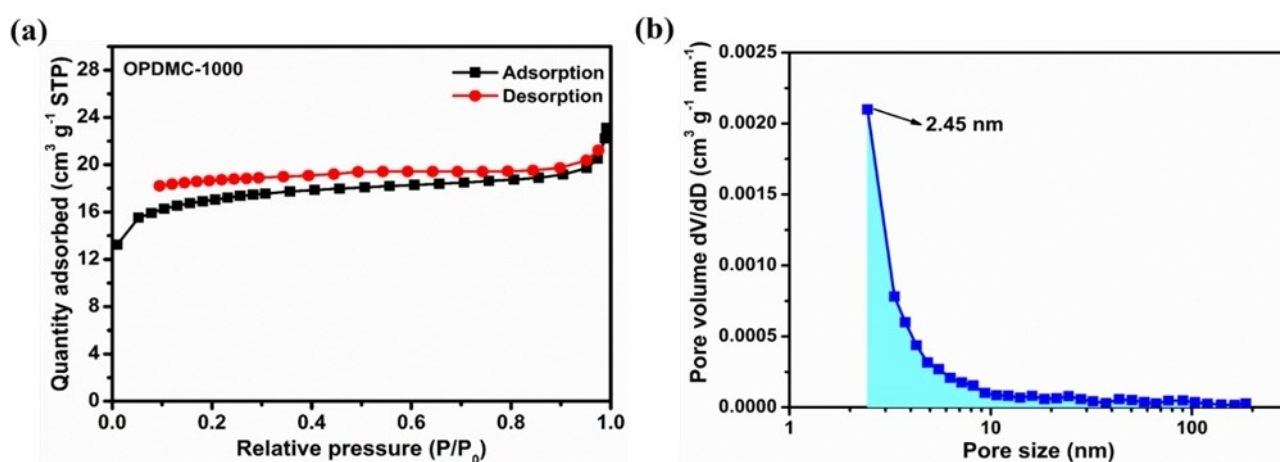 (a)
OPDMC-1000
Adsorption
Desorption
Quantity adsorbed (cm³ g⁻¹ STP)
28
24
20
16
12
8
4
0
0.0
0.2
0.4
0.6
0.8
1.0
Relative pressure (P/P₀)
(b)
2.45 nm
Pore volume dV/dD (cm³ g⁻¹ nm⁻¹)
0.0025
0.0020
0.0015
0.0010
0.0005
0.0000
1
10
100
Pore size (nm)